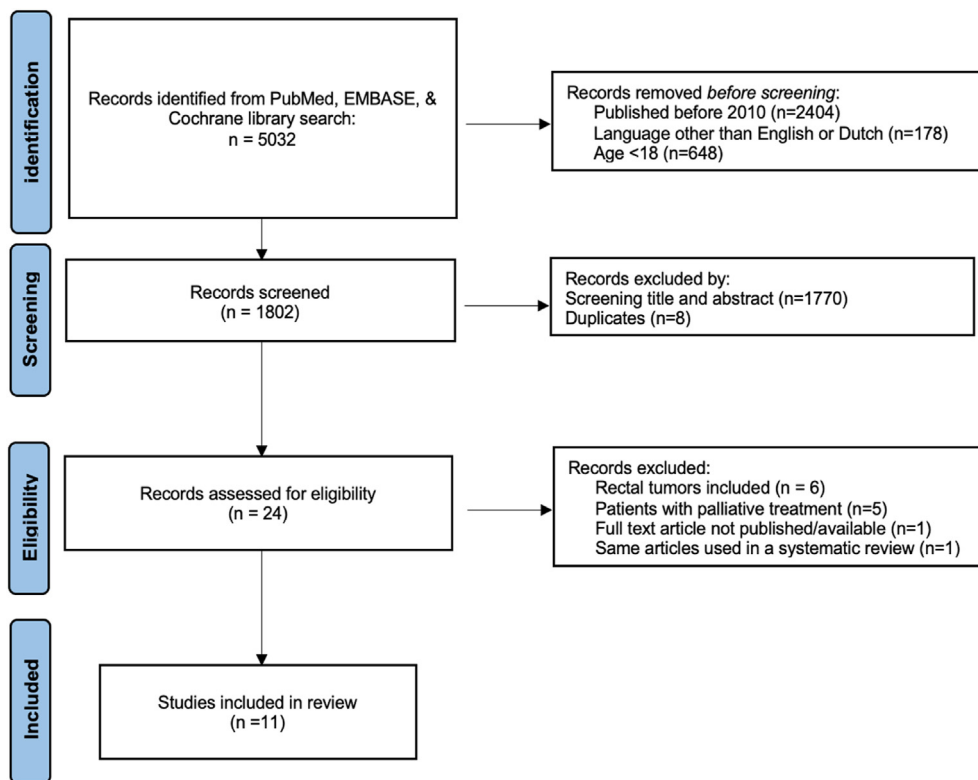 identification
Records identified from PubMed, EMBASE, &
Cochrane library search:
n = 5032
Records removed before screening:
Published before 2010 (n=2404)
Language other than English or Dutch (n=178)
Age <18 (n=648)
Screening
Records screened
(n = 1802)
Records excluded by:
Screening title and abstract (n=1770)
Duplicates (n=8)
Eligibility
Records assessed for eligibility
(n = 24)
Records excluded:
Rectal tumors included (n = 6)
Patients with palliative treatment (n=5)
Full text article not published/available (n=1)
Same articles used in a systematic review (n=1)
Included
Studies included in review
(n =11)